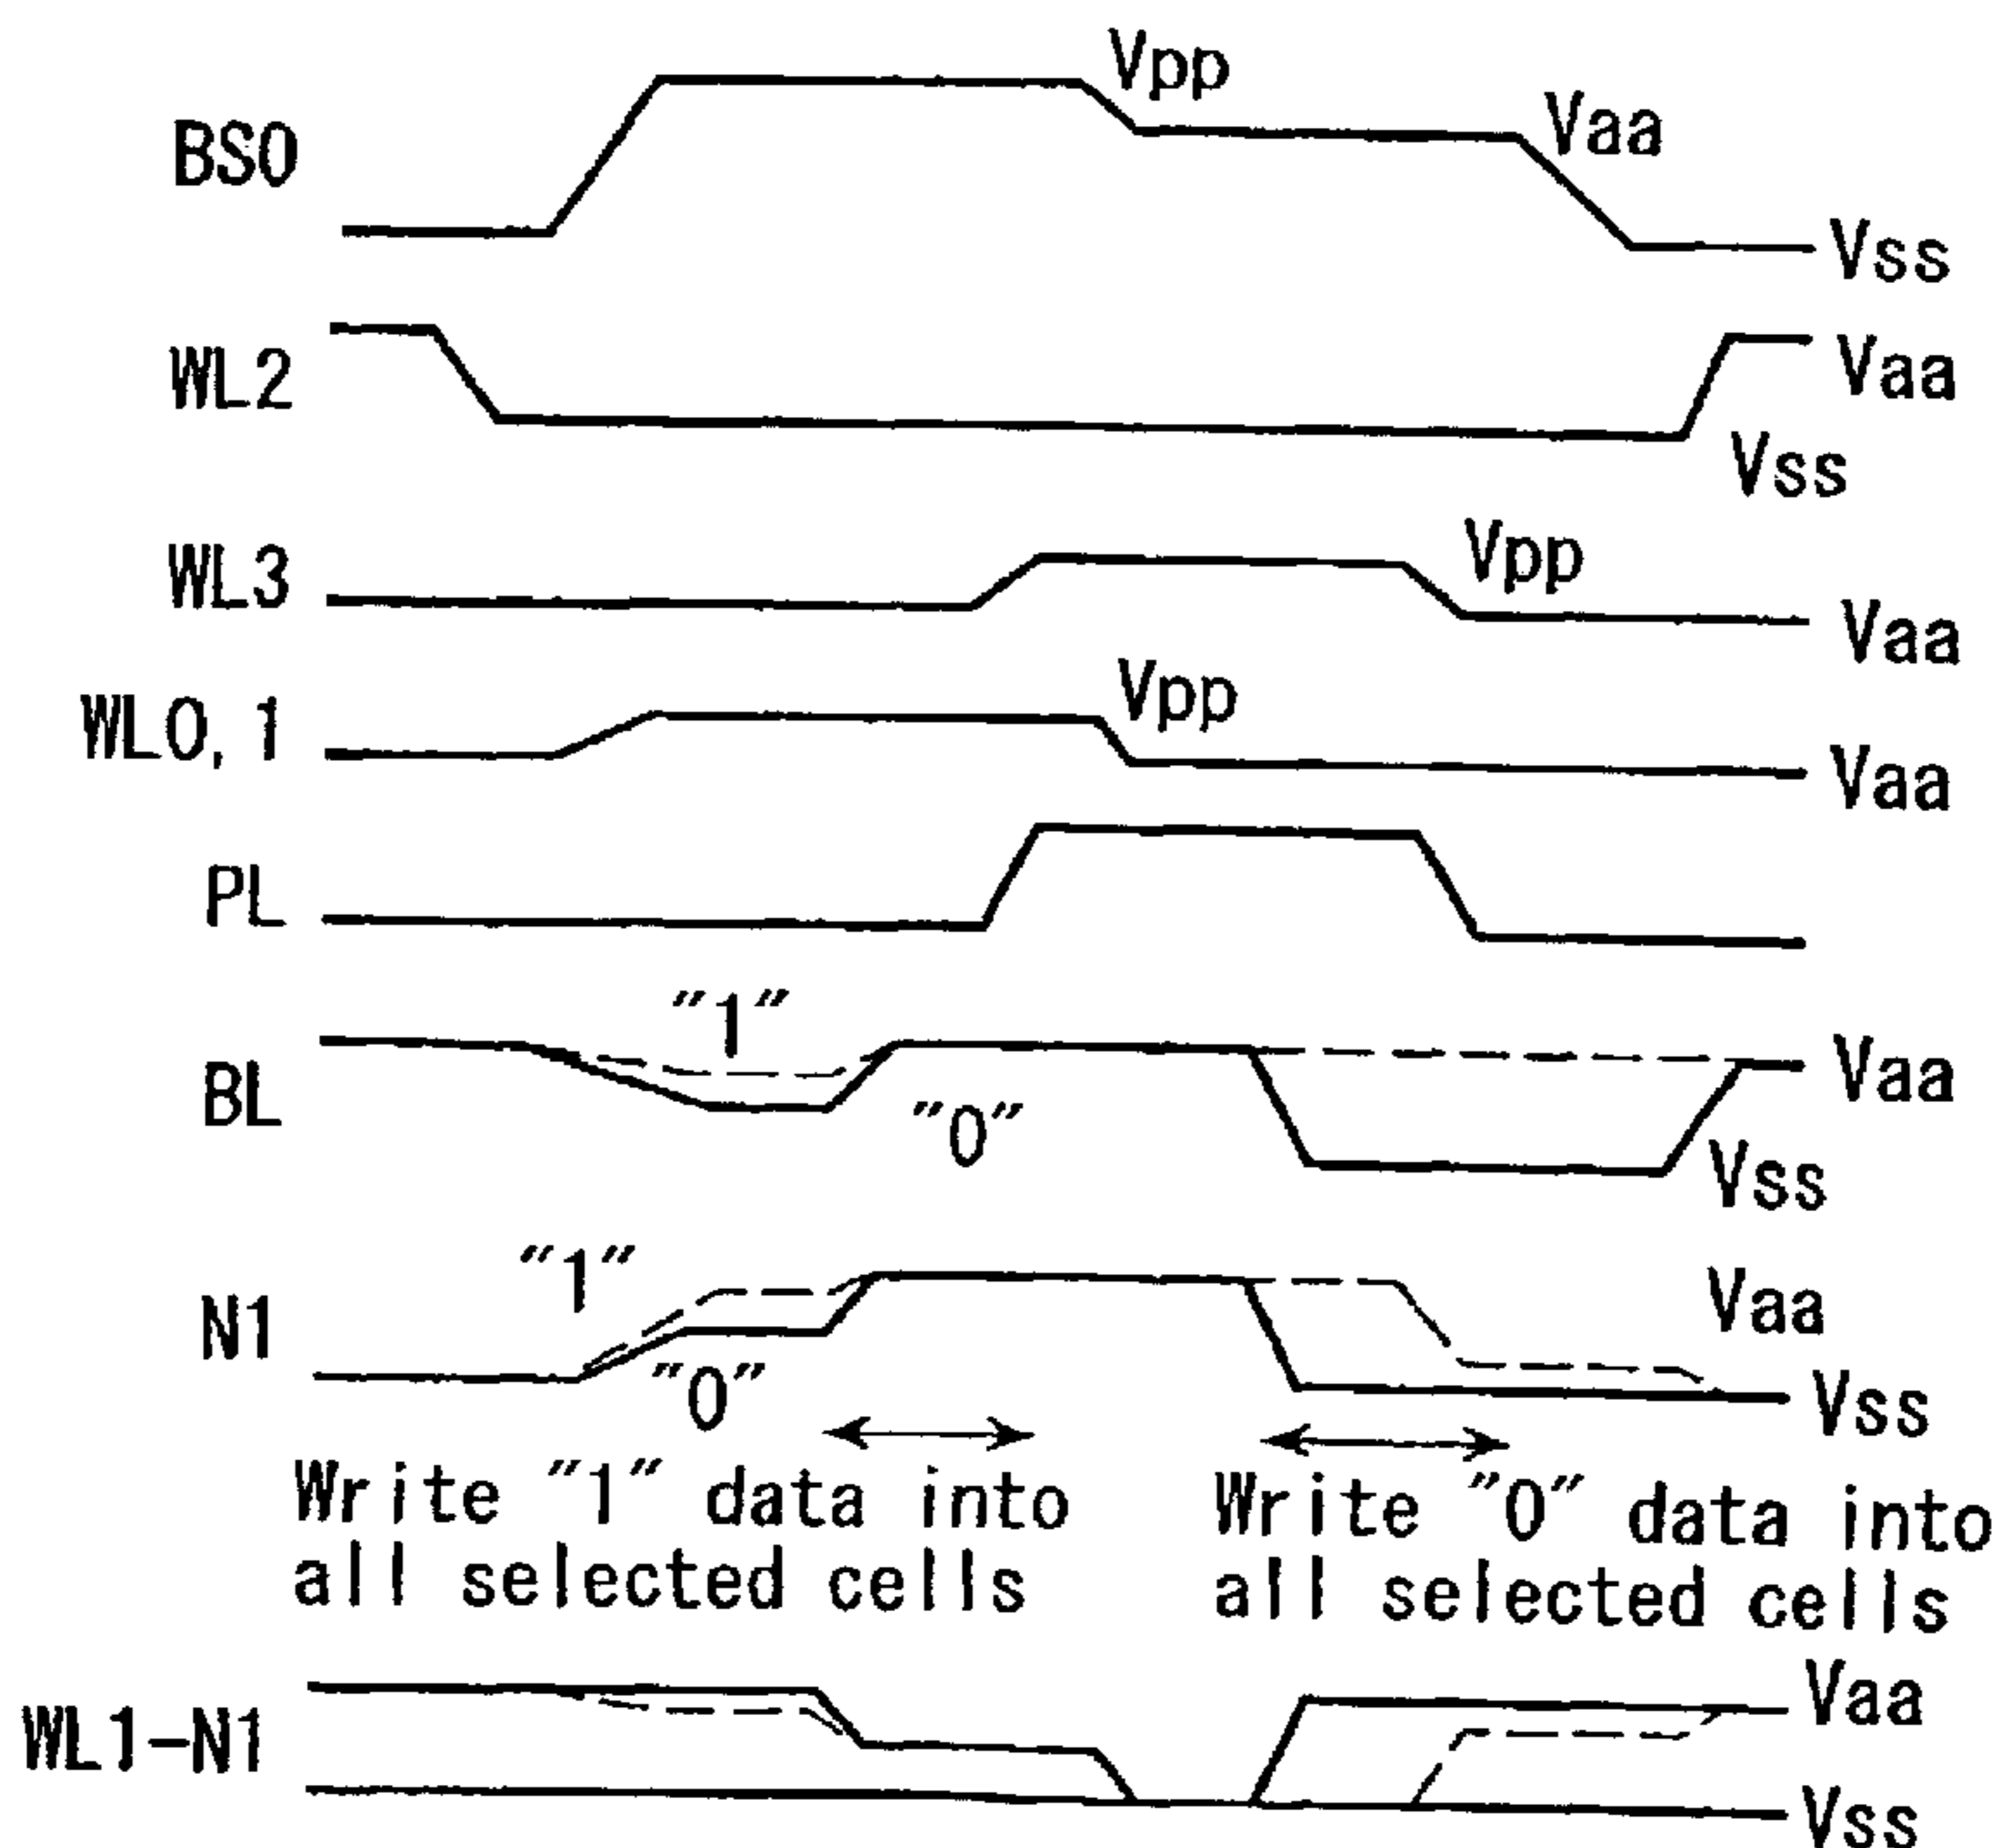 Vpp
Vaa
BS0
Vss
WL2
Vaa
Vss
WL3
Vpp
Vaa
WL0, 1
Vpp
Vaa
PL
"1"
BL
Vaa
"0"
Vss
"1"
N1
Vaa
"0"
Vss
Write "1" data into
all selected cells
Write "0" data into
all selected cells
WL1-N1
Vaa
Vss